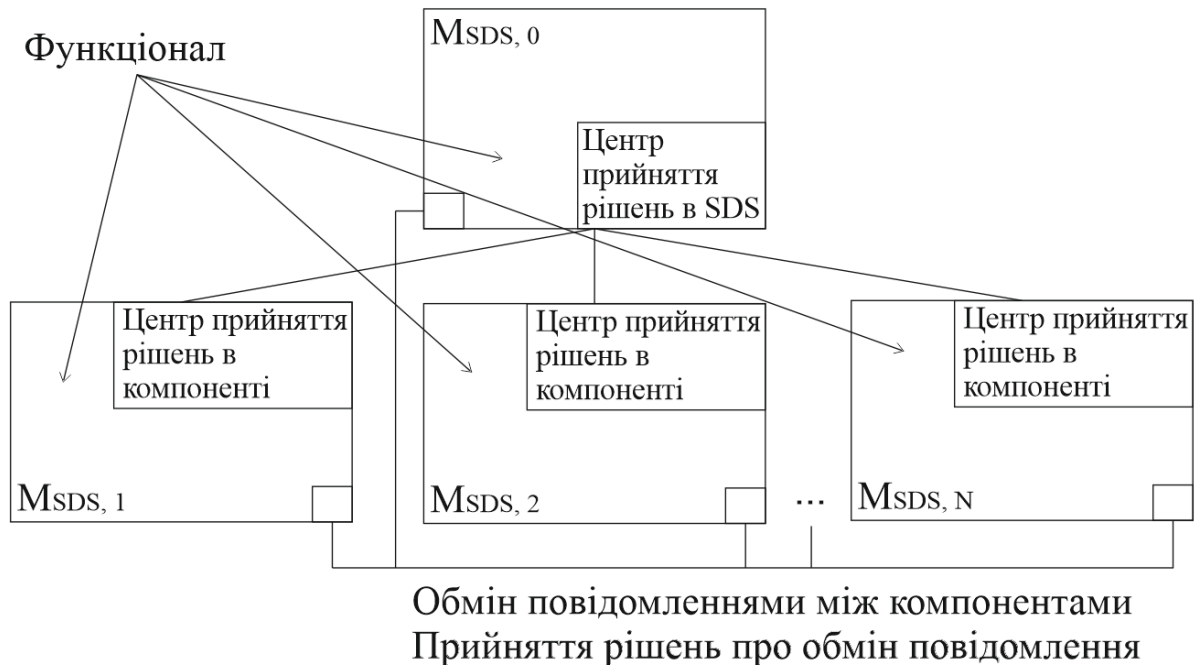 Функціонал
MSDS, 0
Центр
прийняття
рішень в SDS
Центр прийняття
рішень в
компоненті
MSDS, 1
Центр прийняття
рішень в
компоненті
MSDS, 2
...
Центр прийняття
рішень в
компоненті
MSDS, N
Обмін повідомленнями між компонентами
Прийняття рішень про обмін повідомлення